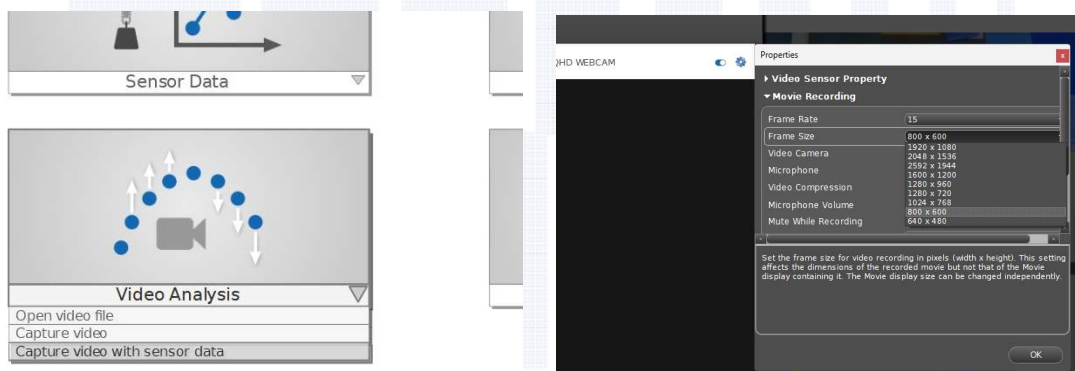 Sensor Data
Video Analysis
Open video file
Capture video
Capture video with sensor data
QHD WEBCAM
Properties
Video Sensor Property
Movie Recording
Frame Rate 15
Frame Size 800 x 600
1920 x 1080
2048 x 1536
Video Camera
2592 x 1944
Microphone
1600 x 1200
1280 x 960
Video Compression
1280 x 720
Microphone Volume
1024 x 768
800 x 600
Mute While Recording
640 x 480
Set the frame size for video recording in pixels (width x height). This setting
affects the dimensions of the recorded movie but not that of the Movie
display containing it. The Movie display size can be changed independently.
OK